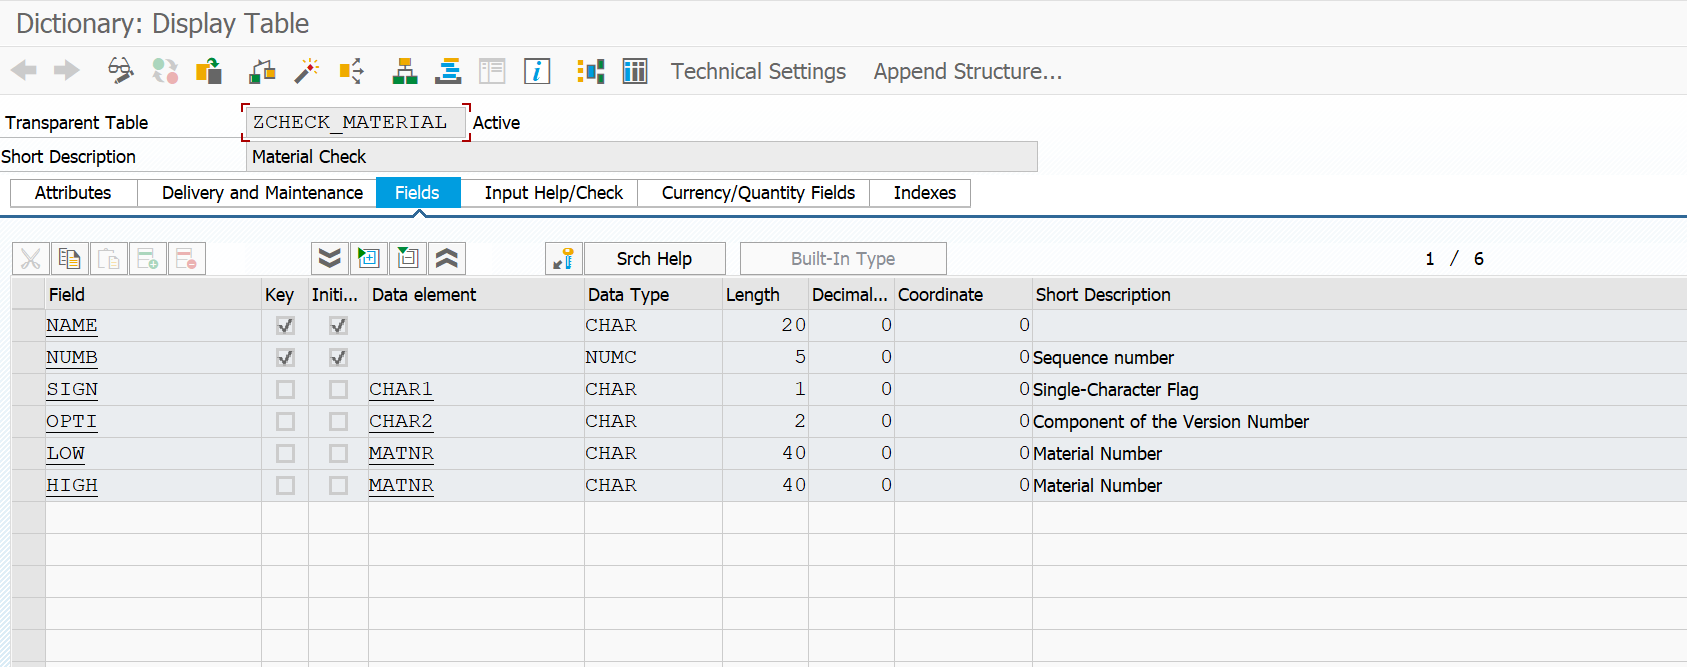 Dictionary: Display Table
Technical Settings Append Structure...
Transparent Table ZCHECK_MATERIAL Active
Short Description Material Check
Attributes Delivery and Maintenance Fields Input Help/Check Currency/Quantity Fields Indexes
Srch Help Built-In Type 1 / 6
Field Key Initi... Data element Data Type Length Decimal... Coordinate Short Description
NAME CHAR 20 0 0
NUMB NUMC 5 0 0 Sequence number
SIGN CHAR1 CHAR 1 0 0 Single-Character Flag
OPTI CHAR2 CHAR 2 0 0 Component of the Version Number
LOW MATNR CHAR 40 0 0 Material Number
HIGH MATNR CHAR 40 0 0 Material Number